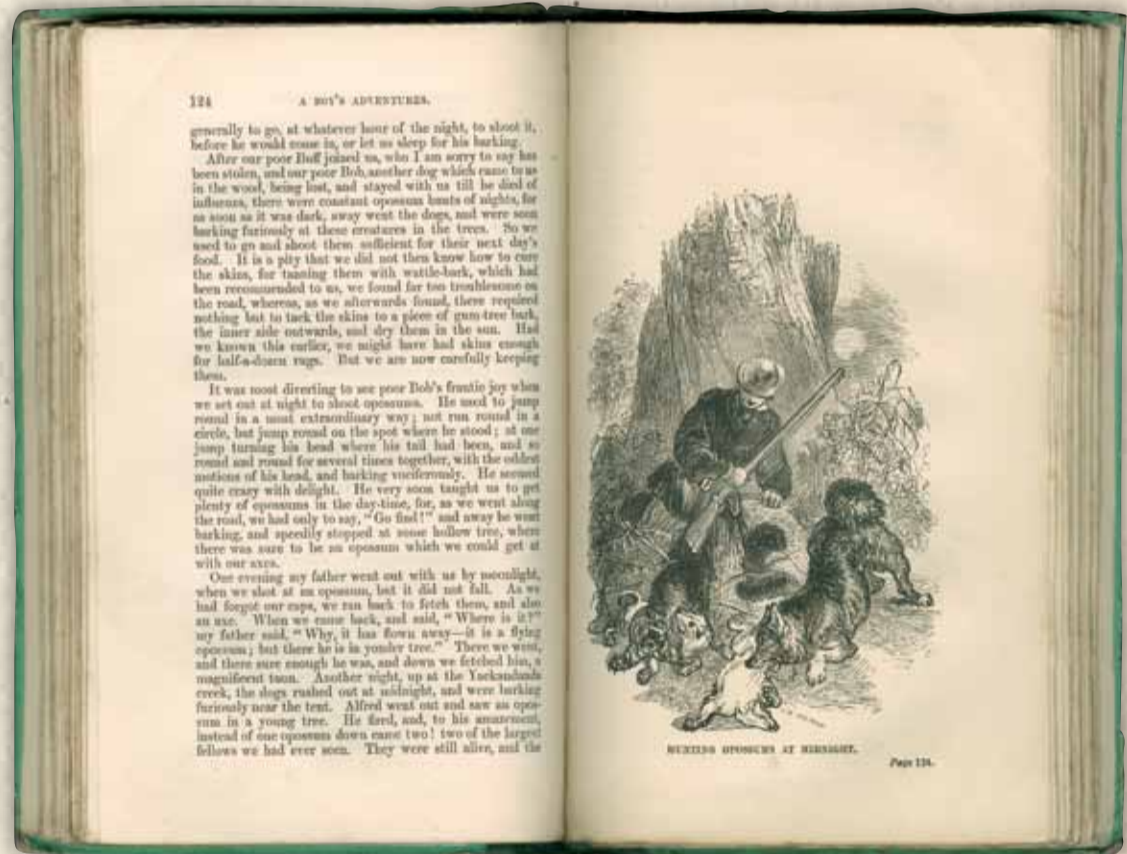 124 A BOY'S ADVENTURES.
generally to go, at whatever hour of the night, to shoot it,
before he would come in, or let us sleep for his barking.
After our poor Buff joined us, who I am sorry to say has
been stolen, and our poor Bob, another dog which came to us
in the wood, being lost, and stayed with us till he died of
influenza, there were constant opossum hunts of nights, for
as soon as it was dark, away went the dogs, and were soon
barking furiously at these creatures in the trees. So we
used to go and shoot them sufficient for their next day's
food. It is a pity that we did not then know how to cure
the skins, for tanning them with wattle-bark, which had
been recommended to us, we found far too troublesome on
the road, whereas, as we afterwards found, there required
nothing but to tack the skins to a piece of gum-tree bark,
the inner side outwards, and dry them in the sun. Had
we known this earlier, we might have had skins enough
for half-a-dozen rugs. But we are now carefully keeping
them.
It was most diverting to see poor Bob's frantic joy when
we set out at night to shoot opossums. He used to jump
round in a most extraordinary way; not run round in a
circle, but jump round on the spot where he stood; at one
jump turning his head where his tail had been, and so
round and round for several times together, with the oddest
motions of his head, and barking vociferously. He seemed
quite crazy with delight. He very soon taught us to get
plenty of opossums in the day-time, for, as we went along
the road, we had only to say, "Go find!" and away he went
barking, and speedily stopped at some hollow tree, where
there was sure to be an opossum which we could get at
with our axes.
One evening my father went out with us by moonlight,
when we shot at an opossum, but it did not fall. As we
had forgot our caps, we ran back to fetch them, and also
an axe. When we came back, and said, "Where is it?"
my father said, "Why, it has flown away—it is a flying
opossum; but there he is in yonder tree." There we went,
and there sure enough he was, and down we fetched him, a
magnificent taun. Another night, up at the Yackandanda
creek, the dogs rushed out at midnight, and were barking
furiously near the tent. Alfred went out and saw an opos-
sum in a young tree. He fired, and, to his amazement,
instead of one opossum down came two! two of the largest
fellows we had ever seen. They were still alive, and the
HUNTING OPOSSUMS AT MIDNIGHT.
Page 124.